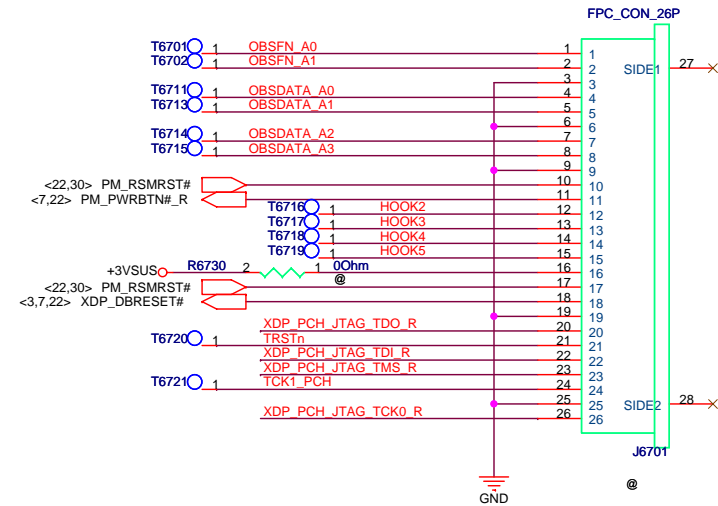 FPC_CON_26P
T6701 1 OBSFN_A0 1 1
T6702 1 OBSFN_A1 2 2 SIDE1 27
3 3
T6711 1 OBSDATA_A0 4 4
T6713 1 OBSDATA_A1 5 5
6 6
T6714 1 OBSDATA_A2 7 7
T6715 1 OBSDATA_A3 8 8
9 9
<22,30> PM_RSMRST# 10 10
<7,22> PM_PWRBTN#_R 11 11
T6716 1 HOOK2 12 12
T6717 1 HOOK3 13 13
T6718 1 HOOK4 14 14
T6719 1 HOOK5 15 15
+3VSUS R6730 2 1 0Ohm 16 16
@
<22,30> PM_RSMRST# 17 17
<3,7,22> XDP_DBRESET# 18 18
19 19
XDP_PCH_JTAG_TDO_R 20 20
T6720 1 TRSTn 21 21
XDP_PCH_JTAG_TDI_R 22 22
XDP_PCH_JTAG_TMS_R 23 23
T6721 1 TCK1_PCH 24 24
25 25 SIDE2 28
XDP_PCH_JTAG_TCK0_R 26 26
J6701
@
GND